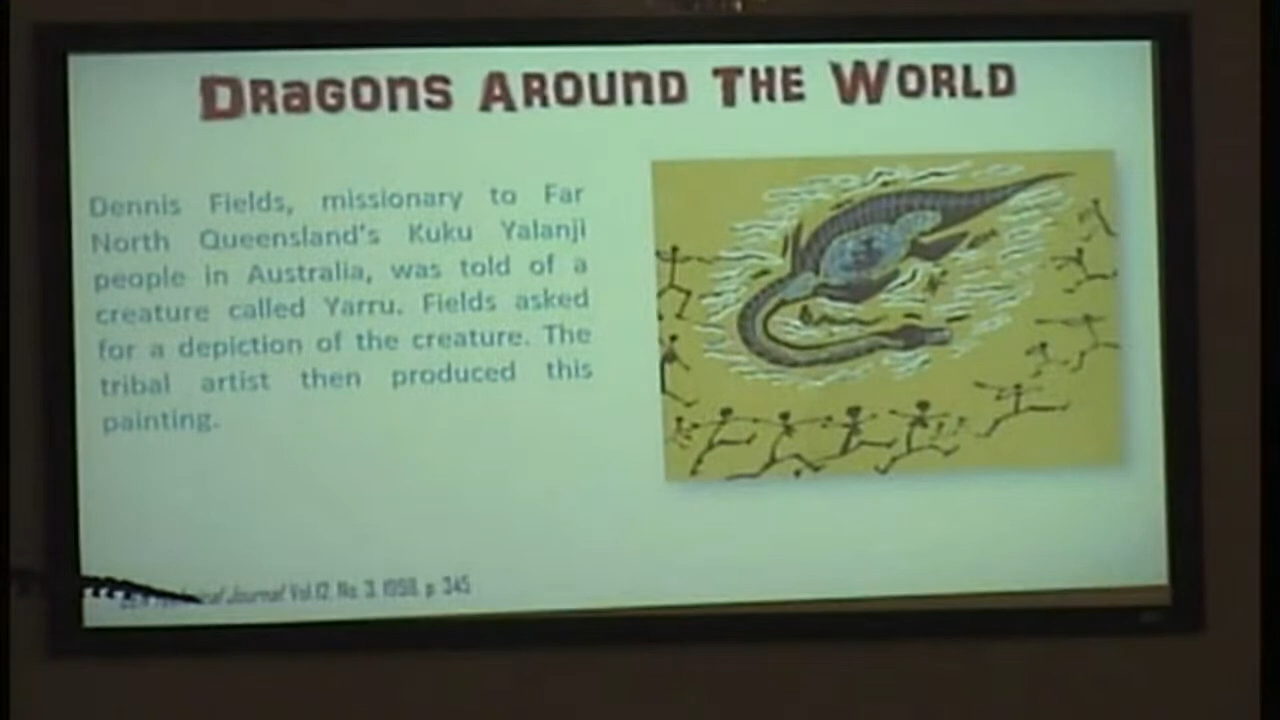 Dragons Around The World
Dennis Fields, missionary to Far
North Queensland's Kuku Yalanji
people in Australia, was told of a
creature called Yarru. Fields asked
for a depiction of the creature. The
tribal artist then produced this
painting.
Journal Vol.12, No. 3, 1998, p. 345